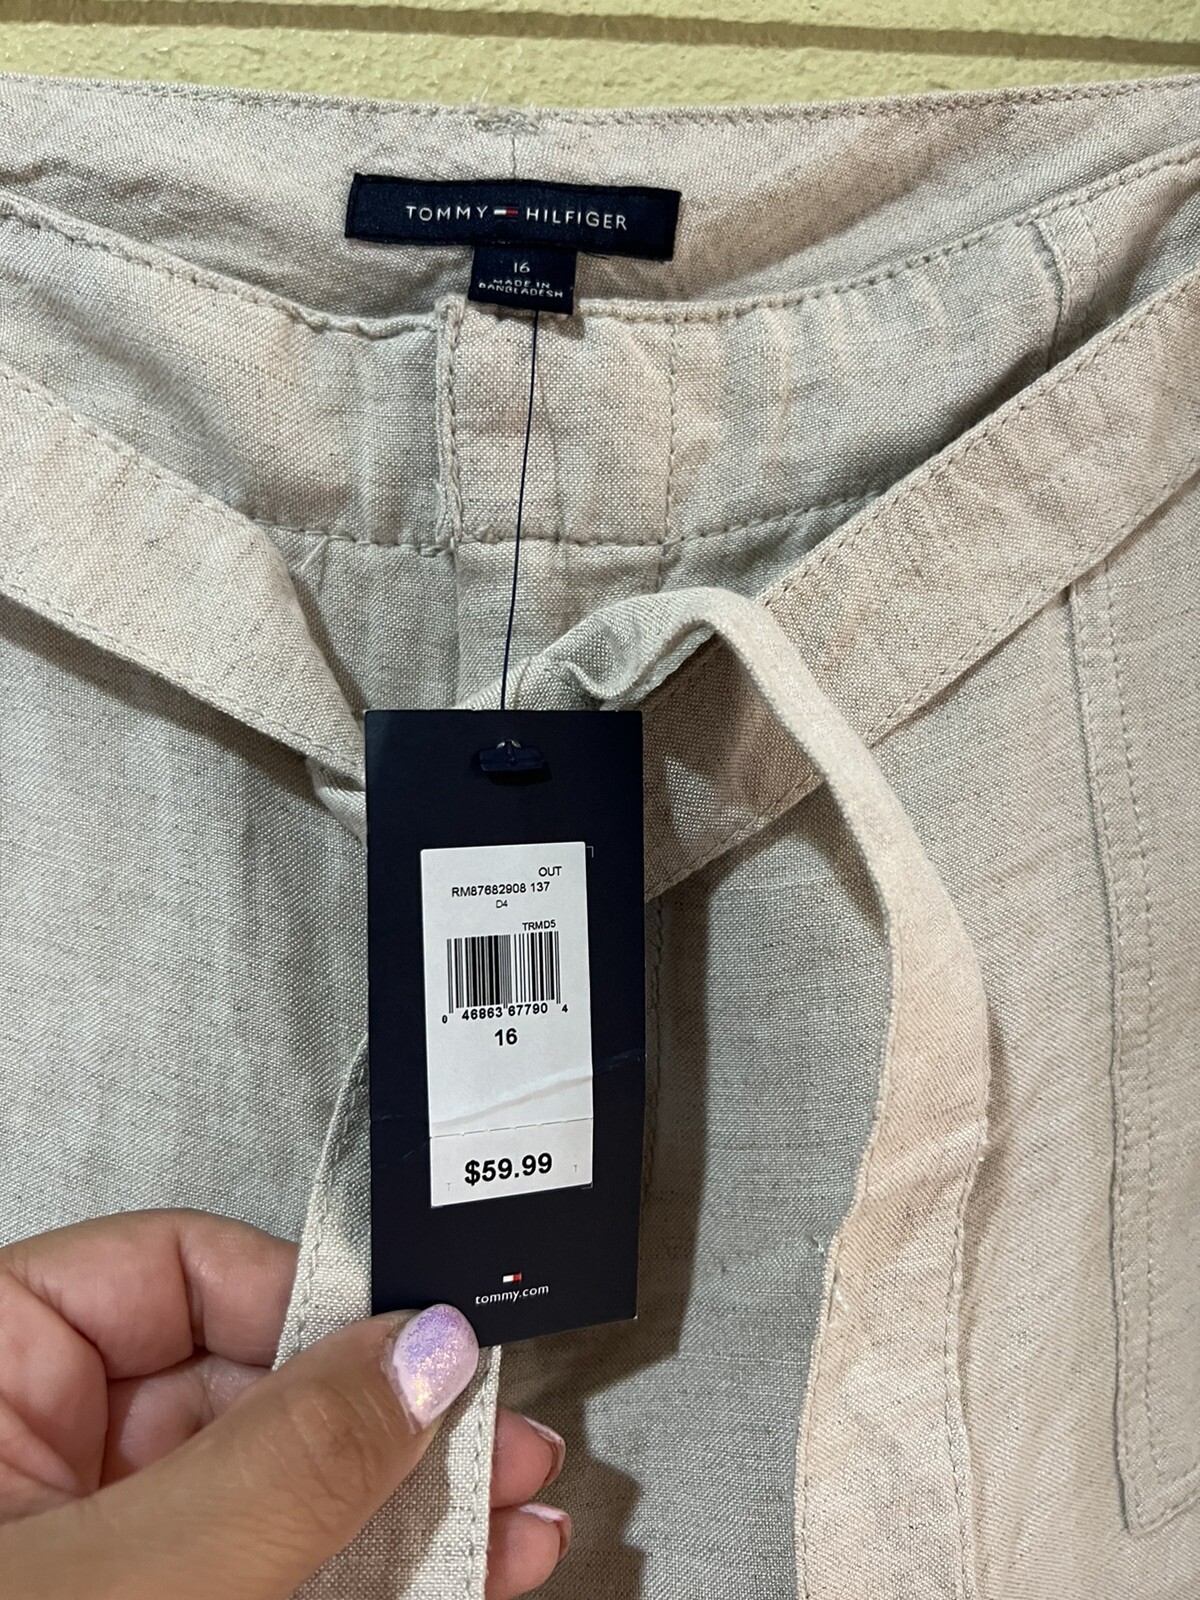 TOMMY HILFIGER
16
MADE IN
BANGLADESH
OUT
RM87682908 137
D4
TRMD5
0 46863 67790 4
16
$59.99
T T
tommy.com